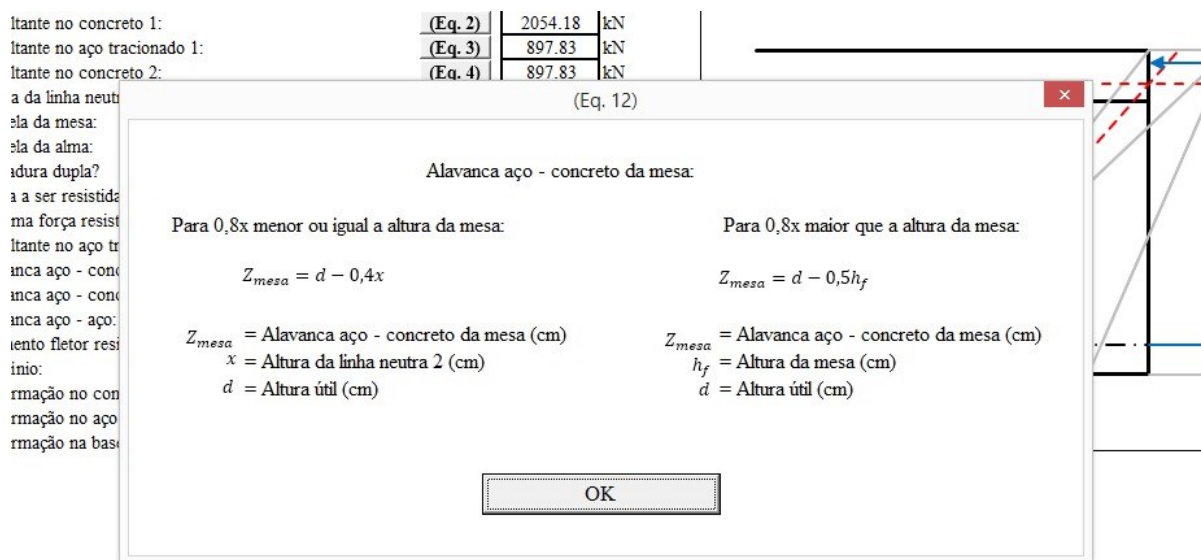 ltante no concreto 1: (Eq. 2) 2054.18 kN
ltante no aço tracionado 1: (Eq. 3) 897.83 kN
ltante no concreto 2: (Eq. 4) 897.83 kN
a da linha neutr
ela da mesa:
ela da alma:
adura dupla?
a a ser resistida
ma força resist
ltante no aço tr
anca aço - conc
anca aço - conc
anca aço - aço:
ento fletor resi
ínio:
rmação no con
rmação no aço
rmação na base
(Eq. 12)
Alavanca aço - concreto da mesa:
Para 0,8x menor ou igual a altura da mesa:
Z_mesa = d − 0,4x
Z_mesa = Alavanca aço - concreto da mesa (cm)
x = Altura da linha neutra 2 (cm)
d = Altura útil (cm)
Para 0,8x maior que a altura da mesa:
Z_mesa = d − 0,5h_f
Z_mesa = Alavanca aço - concreto da mesa (cm)
h_f = Altura da mesa (cm)
d = Altura útil (cm)
OK